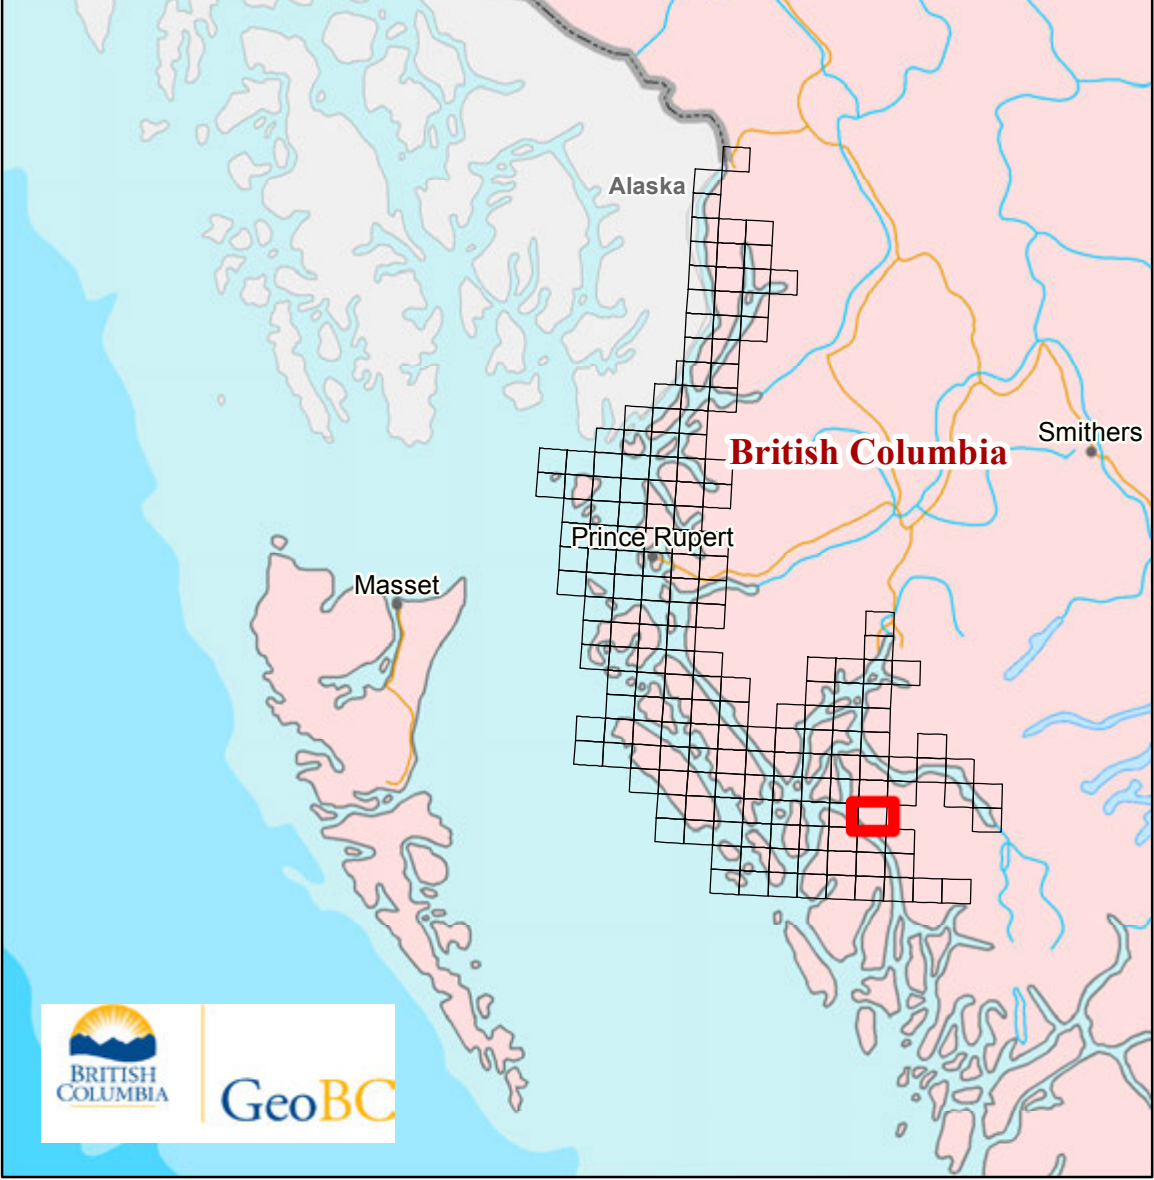 Alaska
British Columbia
Smithers
Prince Rupert
Masset
BRITISH
COLUMBIA
GeoBC